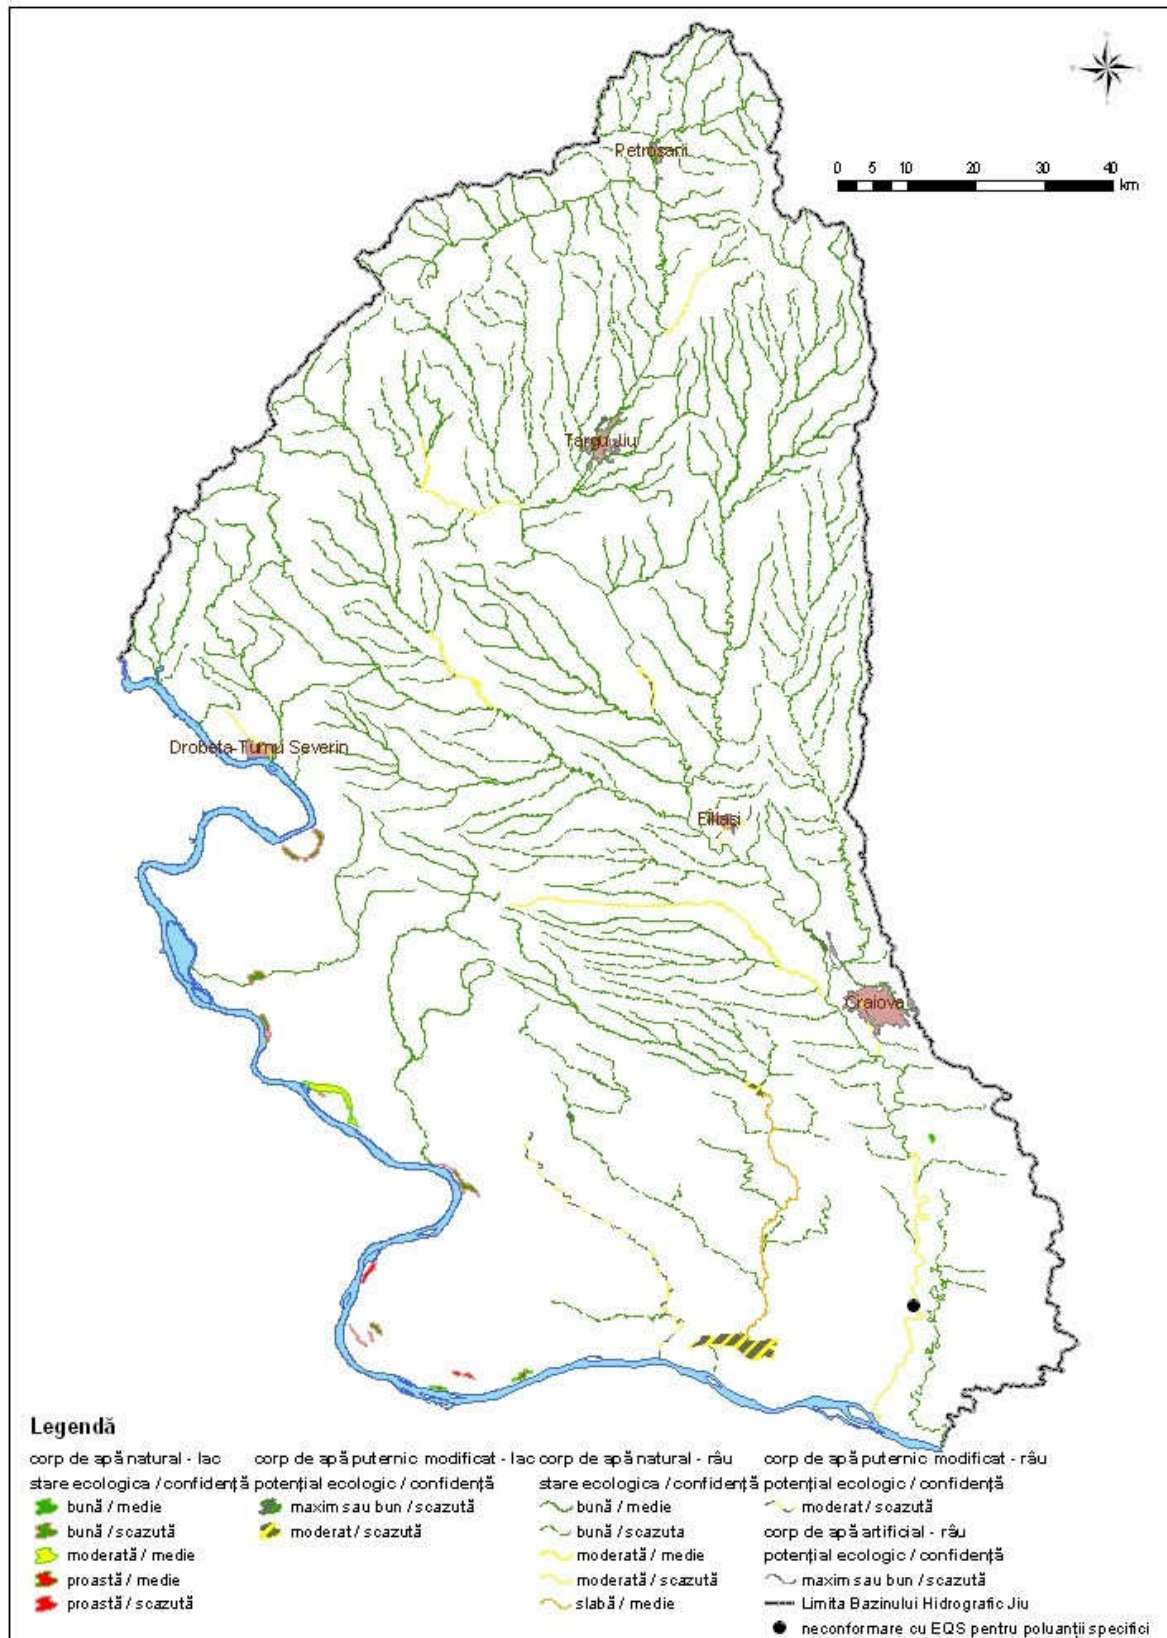 Petroșani
0 5 10 20 30 40
km
Targu Jiu
Drobeta-Turnu Severin
Filiasi
Craiova
Legendă
corp de apă natural - lac
stare ecologica / confidență
bună / medie
bună / scazută
moderată / medie
proastă / medie
proastă / scazută
corp de apă puternic modificat - lac
potențial ecologic / confidență
maxim sau bun / scazută
moderat / scazută
corp de apă natural - râu
stare ecologica / confidență
bună / medie
bună / scazuta
moderată / medie
moderată / scazută
slabă / medie
corp de apă puternic modificat - râu
potențial ecologic / confidență
moderat / scazută
corp de apă artificial - râu
potențial ecologic / confidență
maxim sau bun / scazută
Limita Bazinului Hidrografic Jiu
neconformare cu EQS pentru poluanții specifici